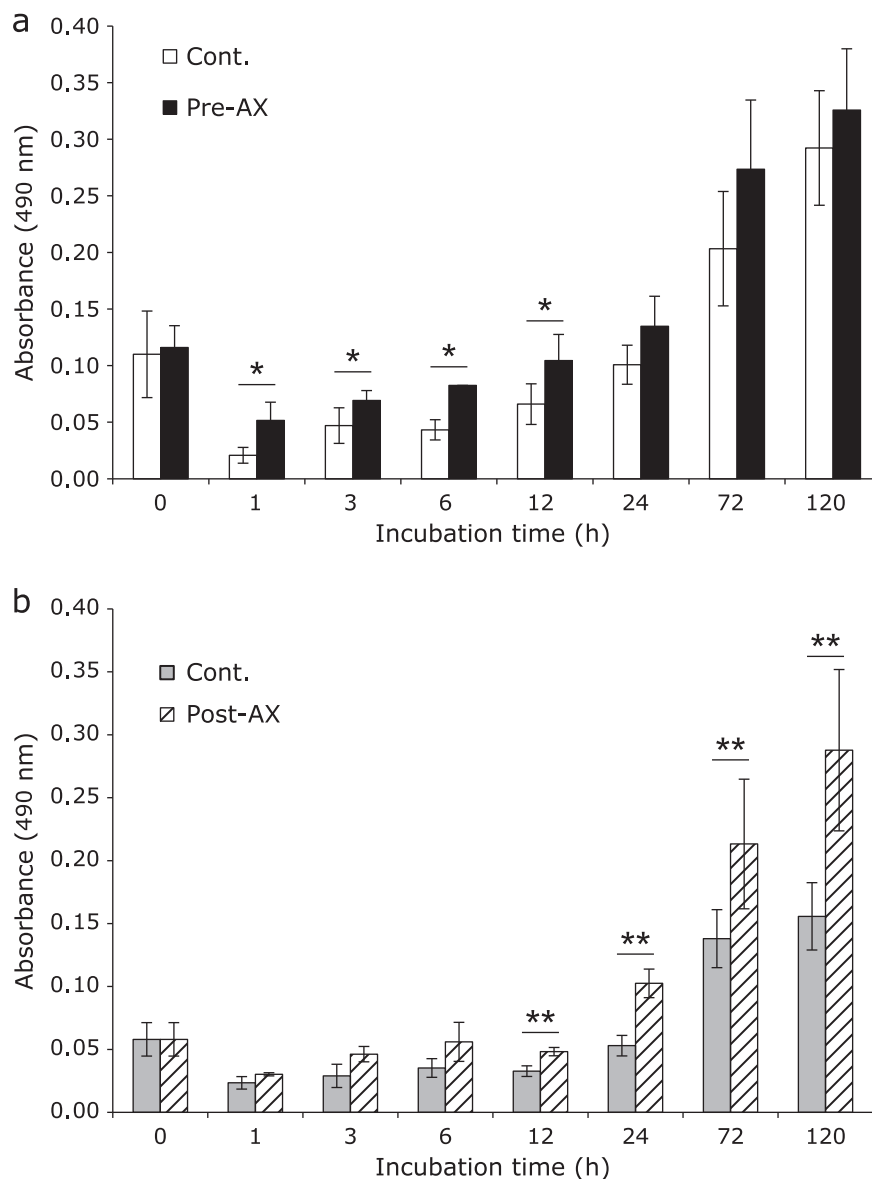 a
Absorbance (490 nm)
0.40
0.35
0.30
0.25
0.20
0.15
0.10
0.05
0.00
Cont.
Pre-AX
* * * *
0 1 3 6 12 24 72 120
Incubation time (h)
b
Absorbance (490 nm)
0.40
0.35
0.30
0.25
0.20
0.15
0.10
0.05
0.00
Cont.
Post-AX
** ** ** **
0 1 3 6 12 24 72 120
Incubation time (h)